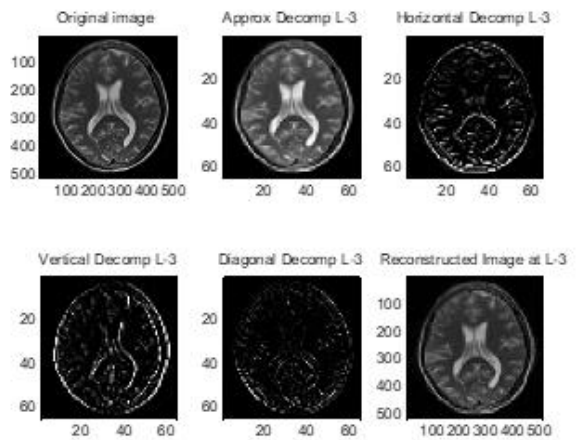 Original image
Approx Decomp L-3
Horizontal Decomp L-3
100
200
300
400
500
100 200 300 400 500
20
40
60
20 40 60
20
40
60
20 40 60
Vertical Decomp L-3
Diagonal Decomp L-3
Reconstructed Image at L-3
20
40
60
20 40 60
20
40
60
20 40 60
100
200
300
400
500
100 200 300 400 500